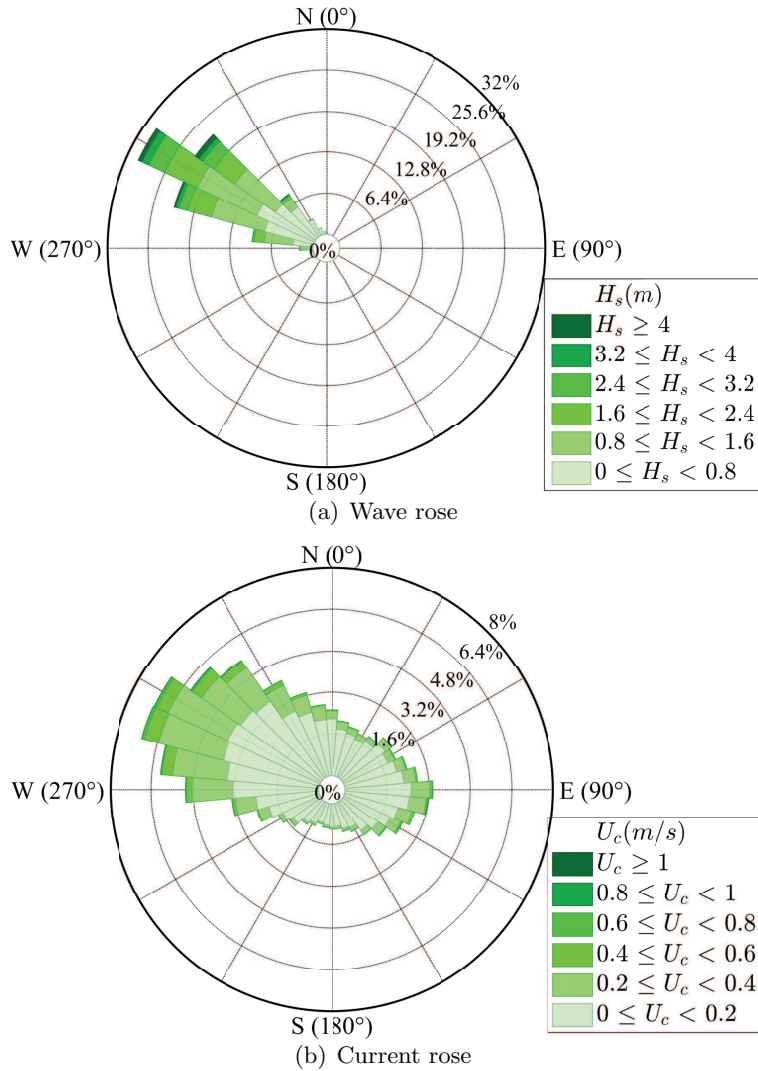 N (0°)
32%
25.6%
19.2%
12.8%
6.4%
W (270°)
0%
E (90°)
H_s(m)
H_s ≥ 4
3.2 ≤ H_s < 4
2.4 ≤ H_s < 3.2
1.6 ≤ H_s < 2.4
0.8 ≤ H_s < 1.6
0 ≤ H_s < 0.8
S (180°)
(a) Wave rose
N (0°)
8%
6.4%
4.8%
3.2%
1.6%
W (270°)
0%
E (90°)
U_c(m/s)
U_c ≥ 1
0.8 ≤ U_c < 1
0.6 ≤ U_c < 0.8
0.4 ≤ U_c < 0.6
0.2 ≤ U_c < 0.4
0 ≤ U_c < 0.2
S (180°)
(b) Current rose